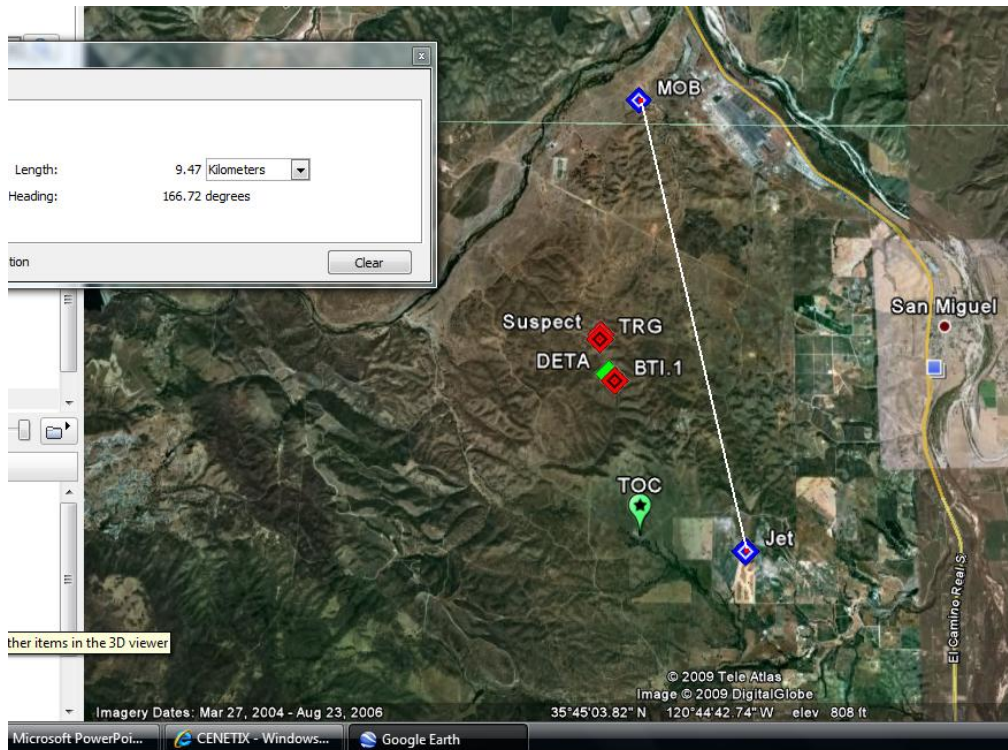 x
MOB
Length: 9.47 Kilometers
Heading: 166.72 degrees
tion Clear
San Miguel
Suspect TRG
DETA BTI.1
TOC
Jet
El Camino Real S
ther items in the 3D viewer
© 2009 Tele Atlas
Image © 2009 DigitalGlobe
Imagery Dates: Mar 27, 2004 - Aug 23, 2006 35°45'03.82" N 120°44'42.74" W elev 808 ft
Microsoft PowerPoi... CENETIX - Windows... Google Earth